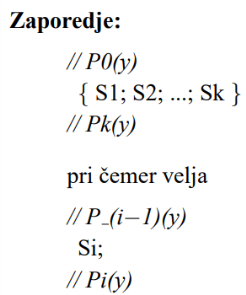 Zaporedje:
// P0(y)
{ S1; S2; ...; Sk }
// Pk(y)
pri čemer velja
// P_(i−1)(y)
Si;
// Pi(y)